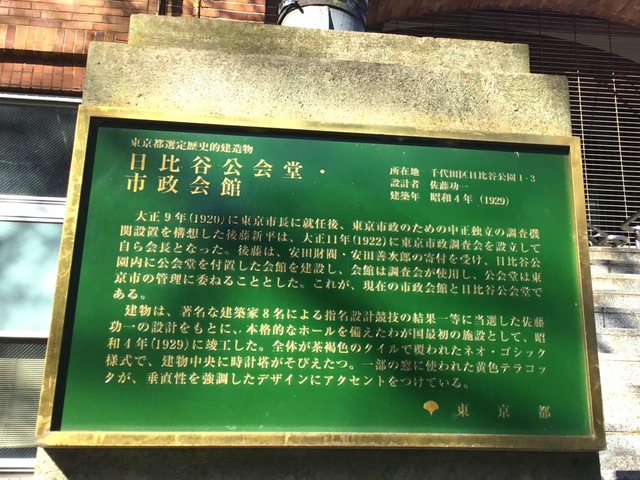 東京都選定歴史的建造物
日比谷公会堂・
市政会館
所在地　千代田区日比谷公園1-3
設計者　佐藤功一
建築年　昭和4年（1929）
大正9年（1920）に東京市長に就任後、東京市政のための中正独立の調査機
関設置を構想した後藤新平は、大正11年（1922）に東京市政調査会を設立して
自ら会長となった。後藤は、安田財閥・安田善次郎の寄付を受け、日比谷公
園内に公会堂を付置した会館を建設し、会館は調査会が使用し、公会堂は東
京市の管理に委ねることとした。これが、現在の市政会館と日比谷公会堂で
ある。
建物は、著名な建築家8名による指名設計競技の結果一等に当選した佐藤
功一の設計をもとに、本格的なホールを備えたわが国最初の施設として、昭
和4年（1929）に竣工した。全体が茶褐色のタイルで覆われたネオ・ゴシック
様式で、建物中央に時計塔がそびえたつ。一部の窓に使われた黄色テラコッ
タが、垂直性を強調したデザインにアクセントをつけている。
東京都